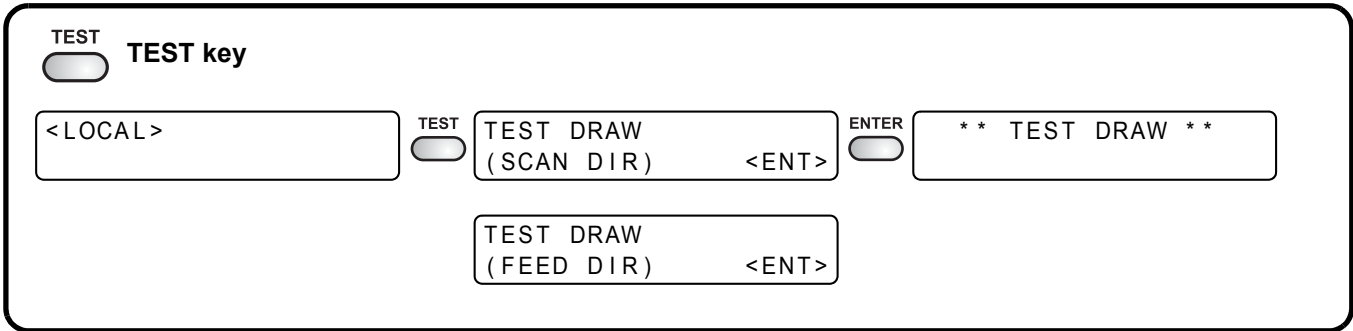 TEST
TEST key
<LOCAL>
TEST
TEST DRAW
(SCAN DIR) <ENT>
ENTER
** TEST DRAW **
TEST DRAW
(FEED DIR) <ENT>